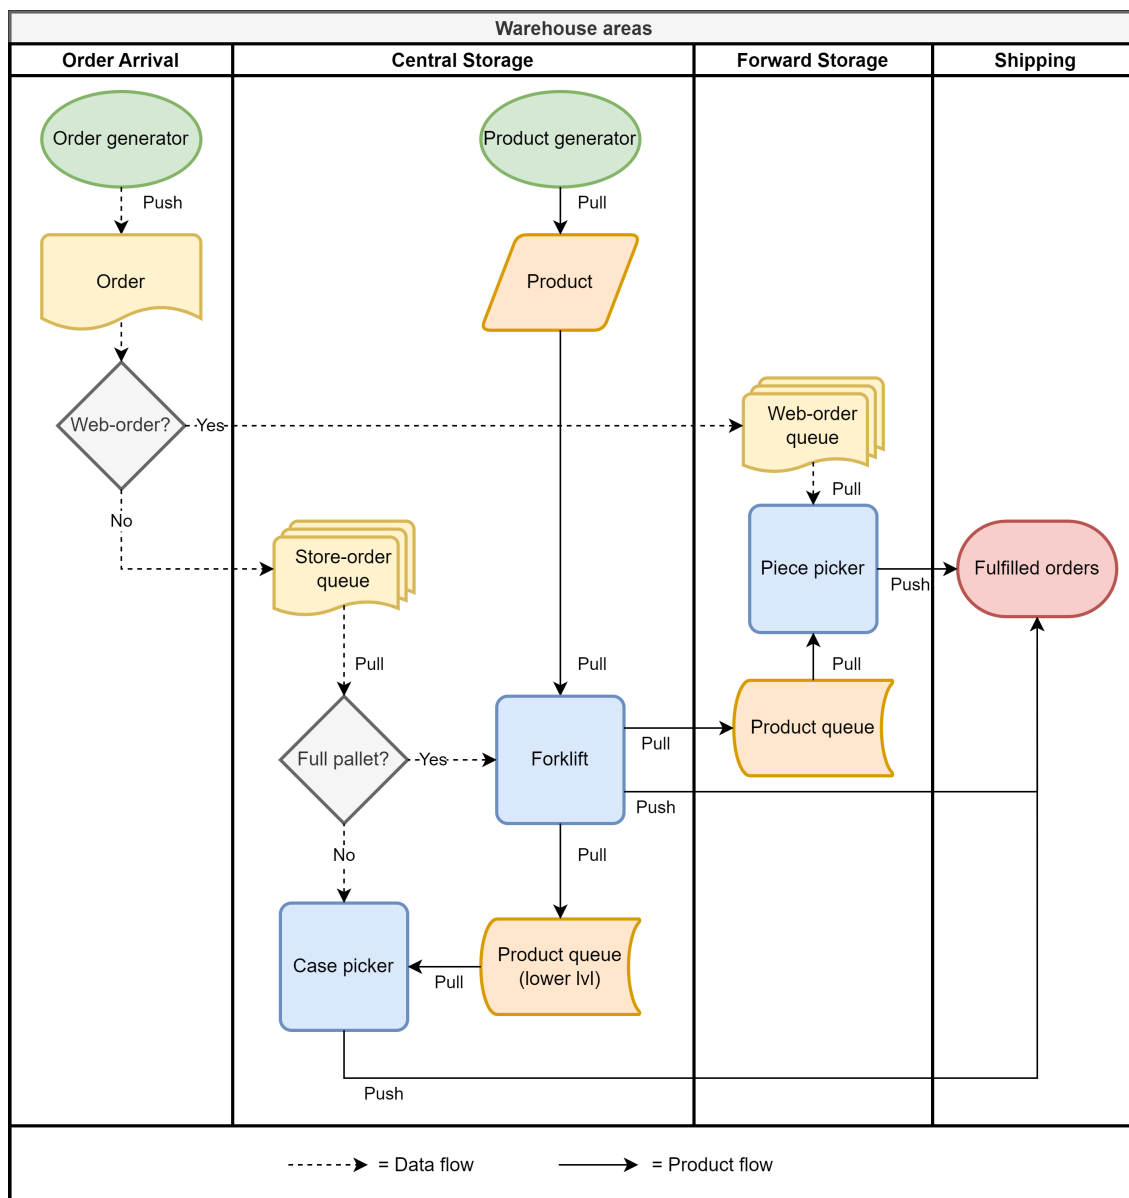 Warehouse areas
Order Arrival
Central Storage
Forward Storage
Shipping
Order generator
Product generator
Push
Pull
Order
Product
Web-order?
Yes
Web-order
queue
Pull
No
Store-order
queue
Piece picker
Push
Fulfilled orders
Pull
Pull
Pull
Full pallet?
Yes
Forklift
Pull
Product queue
Push
No
Pull
Case picker
Product queue
(lower lvl)
Pull
Push
= Data flow
= Product flow